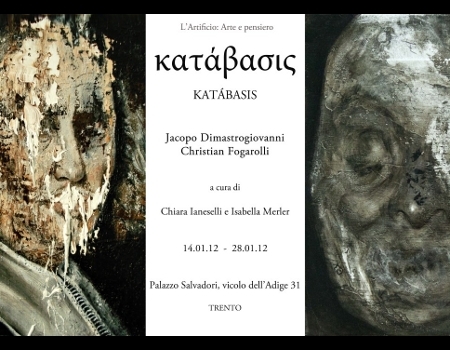 L'Artificio: Arte e pensiero
κατάβασις
KATÁBASIS
Jacopo Dimastrogiovanni
Christian Fogarolli
a cura di
Chiara Ianeselli e Isabella Merler
14.01.12 - 28.01.12
Palazzo Salvadori, vicolo dell'Adige 31
TRENTO